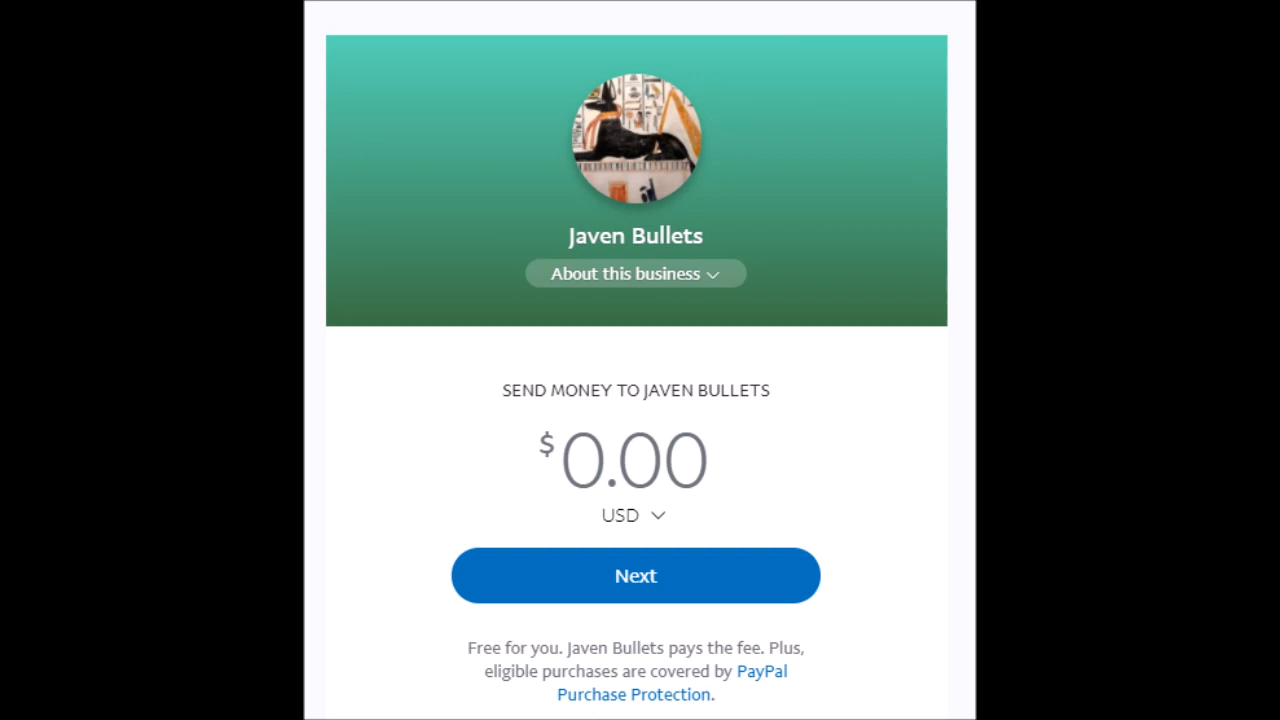 Javen Bullets
About this business
SEND MONEY TO JAVEN BULLETS
$0.00
USD
Next
Free for you. Javen Bullets pays the fee. Plus,
eligible purchases are covered by PayPal
Purchase Protection.